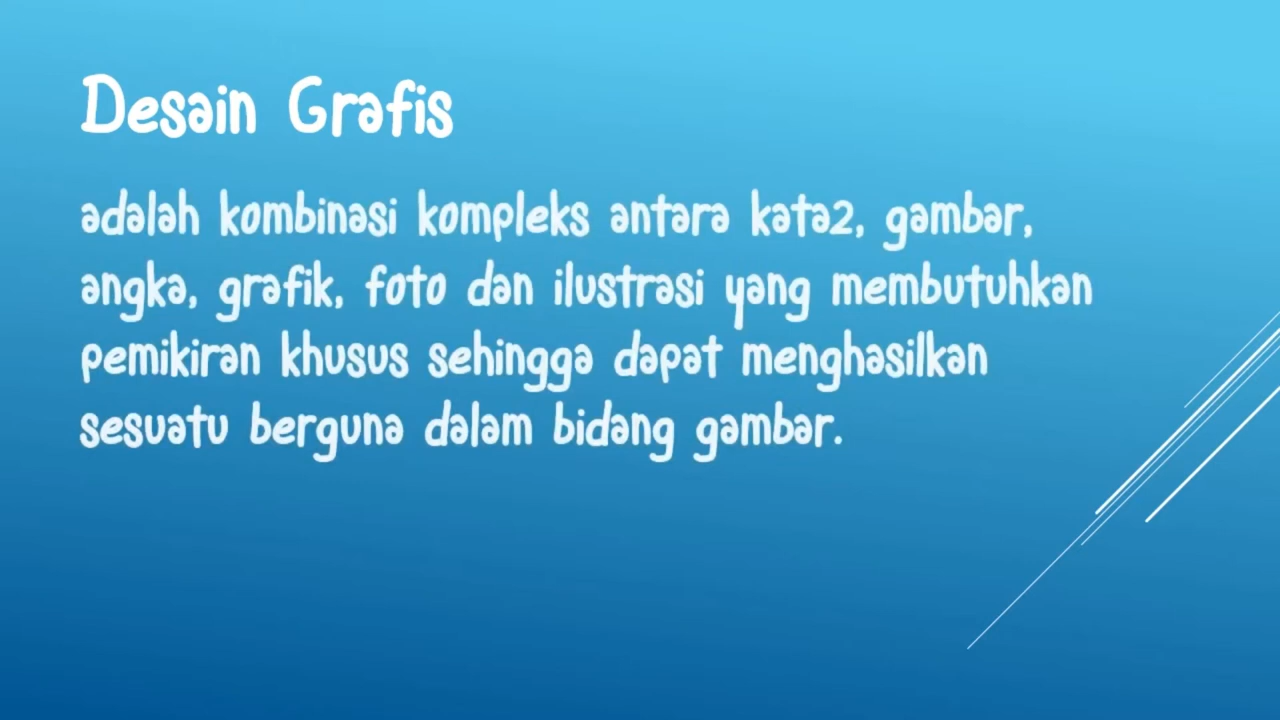 Desain Grafis
adalah kombinasi kompleks antara kata2, gambar,
angka, grafik, foto dan ilustrasi yang membutuhkan
pemikiran khusus sehingga dapat menghasilkan
sesuatu berguna dalam bidang gambar.